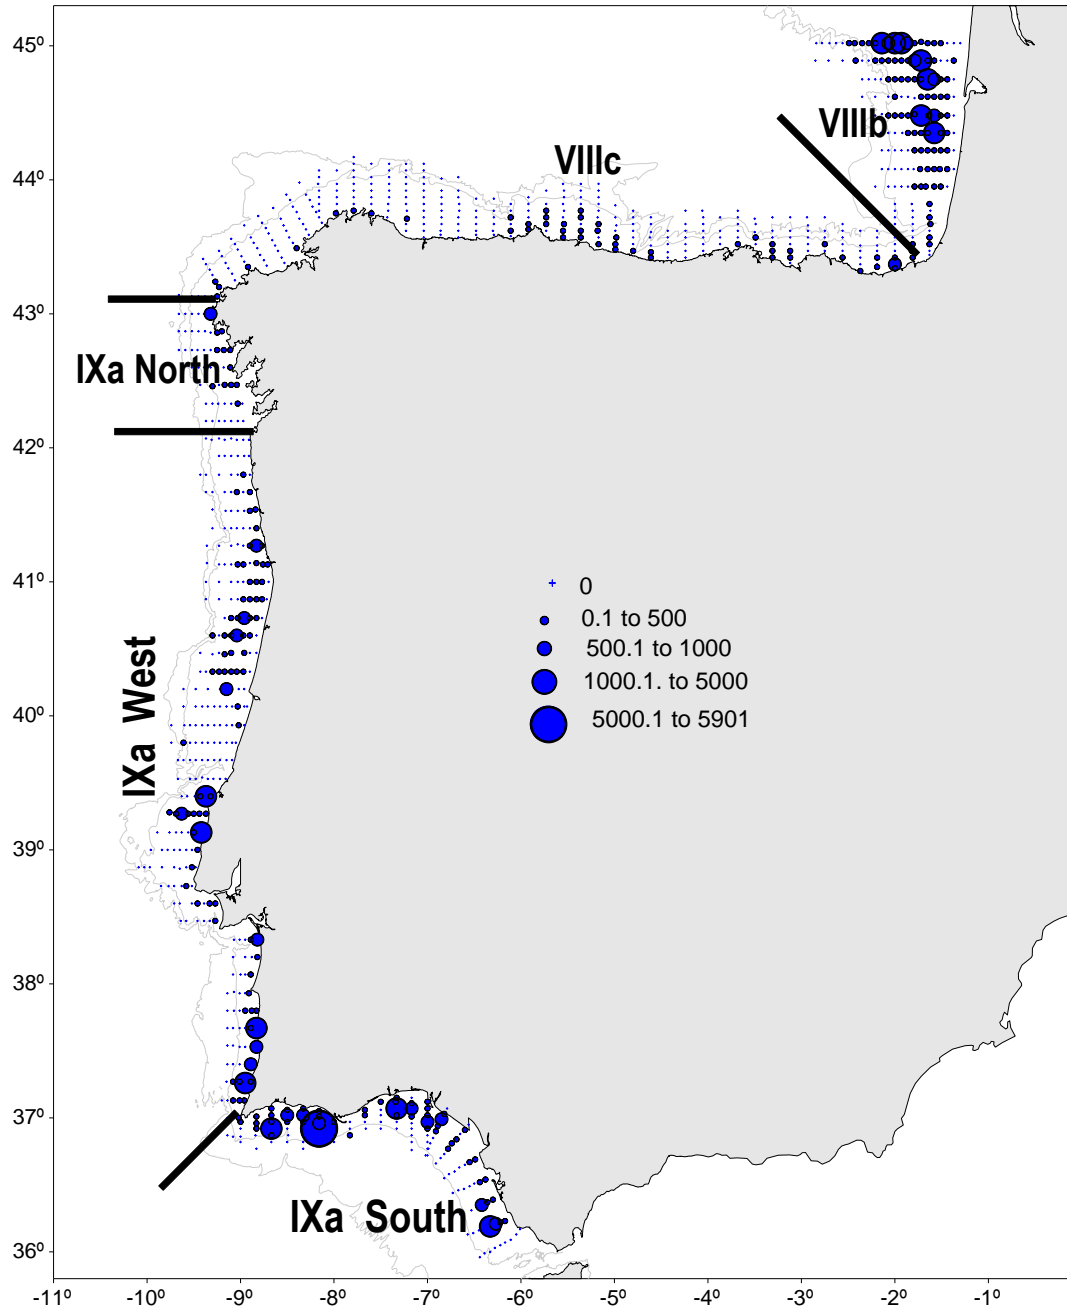 45º
VIIIb
VIIIc
44º
43º
IXa North
42º
41º
0
0.1 to 500
500.1 to 1000
1000.1. to 5000
5000.1 to 5901
IXa West
40º
39º
38º
37º
IXa South
36º
-11º -10º -9º -8º -7º -6º -5º -4º -3º -2º -1º